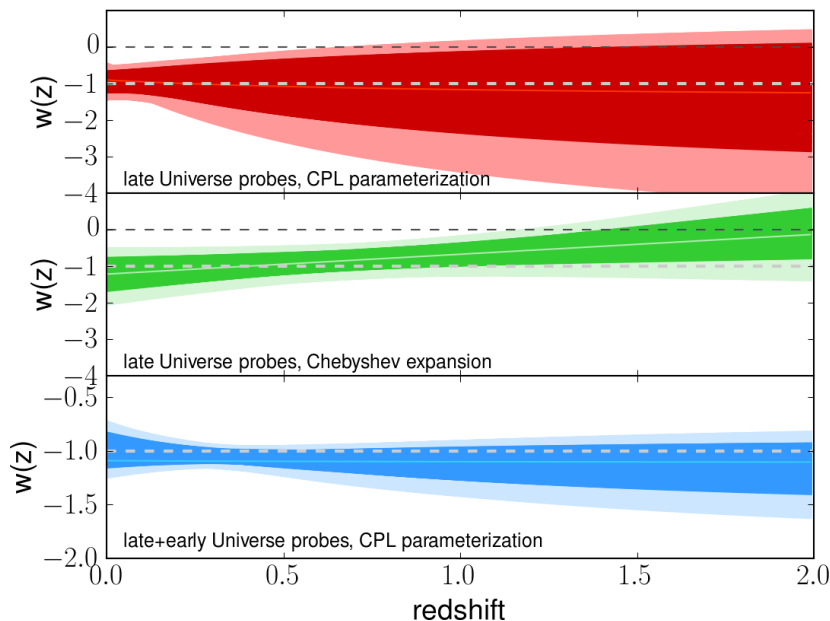 0
−1
−2
−3
−4
w(z)
late Universe probes, CPL parameterization
0
−1
−2
−3
−4
w(z)
late Universe probes, Chebyshev expansion
−0.5
−1.0
−1.5
−2.0
w(z)
late+early Universe probes, CPL parameterization
0.0 0.5 1.0 1.5 2.0
redshift